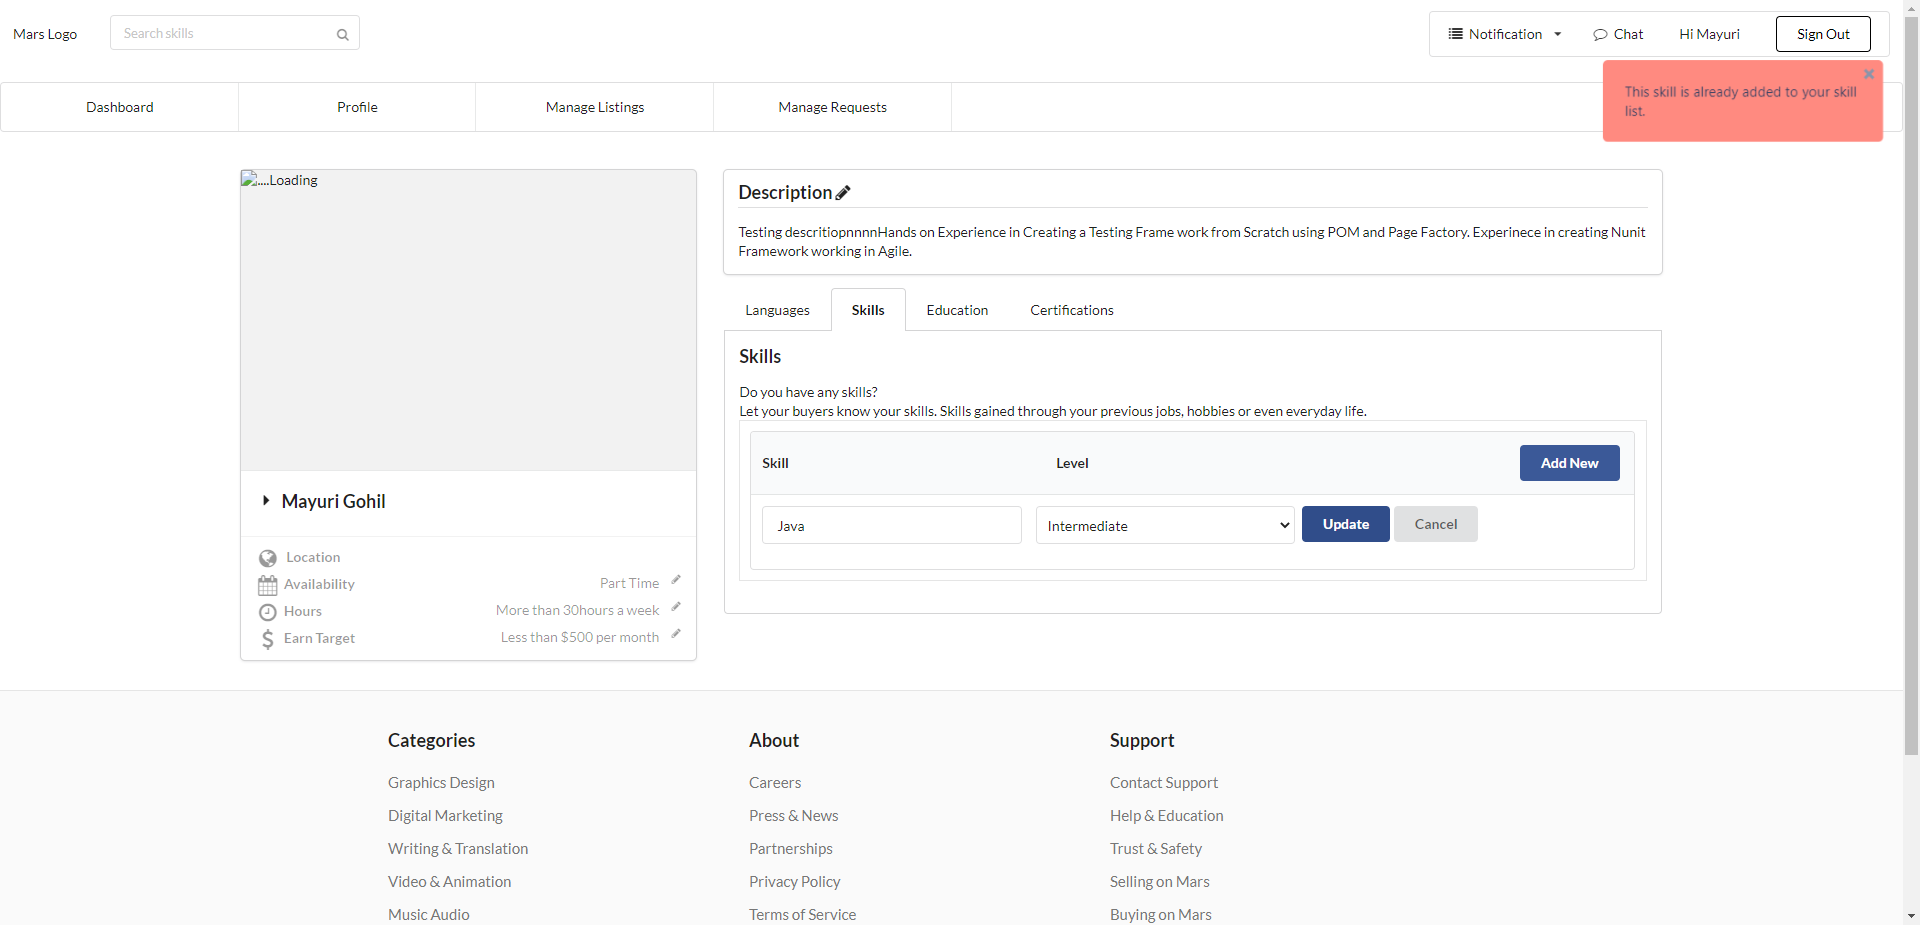 Mars Logo
Search skills
Notification
Chat
Hi Mayuri
Sign Out
This skill is already added to your skill
list.
Dashboard
Profile
Manage Listings
Manage Requests
....Loading
Mayuri Gohil
Location
Availability
Part Time
Hours
More than 30hours a week
Earn Target
Less than $500 per month
Description
Testing descritiopnnnnHands on Experience in Creating a Testing Frame work from Scratch using POM and Page Factory. Experinece in creating Nunit
Framework working in Agile.
Languages
Skills
Education
Certifications
Skills
Do you have any skills?
Let your buyers know your skills. Skills gained through your previous jobs, hobbies or even everyday life.
Skill
Level
Add New
Java
Intermediate
Update
Cancel
Categories
Graphics Design
Digital Marketing
Writing & Translation
Video & Animation
Music Audio
About
Careers
Press & News
Partnerships
Privacy Policy
Terms of Service
Support
Contact Support
Help & Education
Trust & Safety
Selling on Mars
Buying on Mars